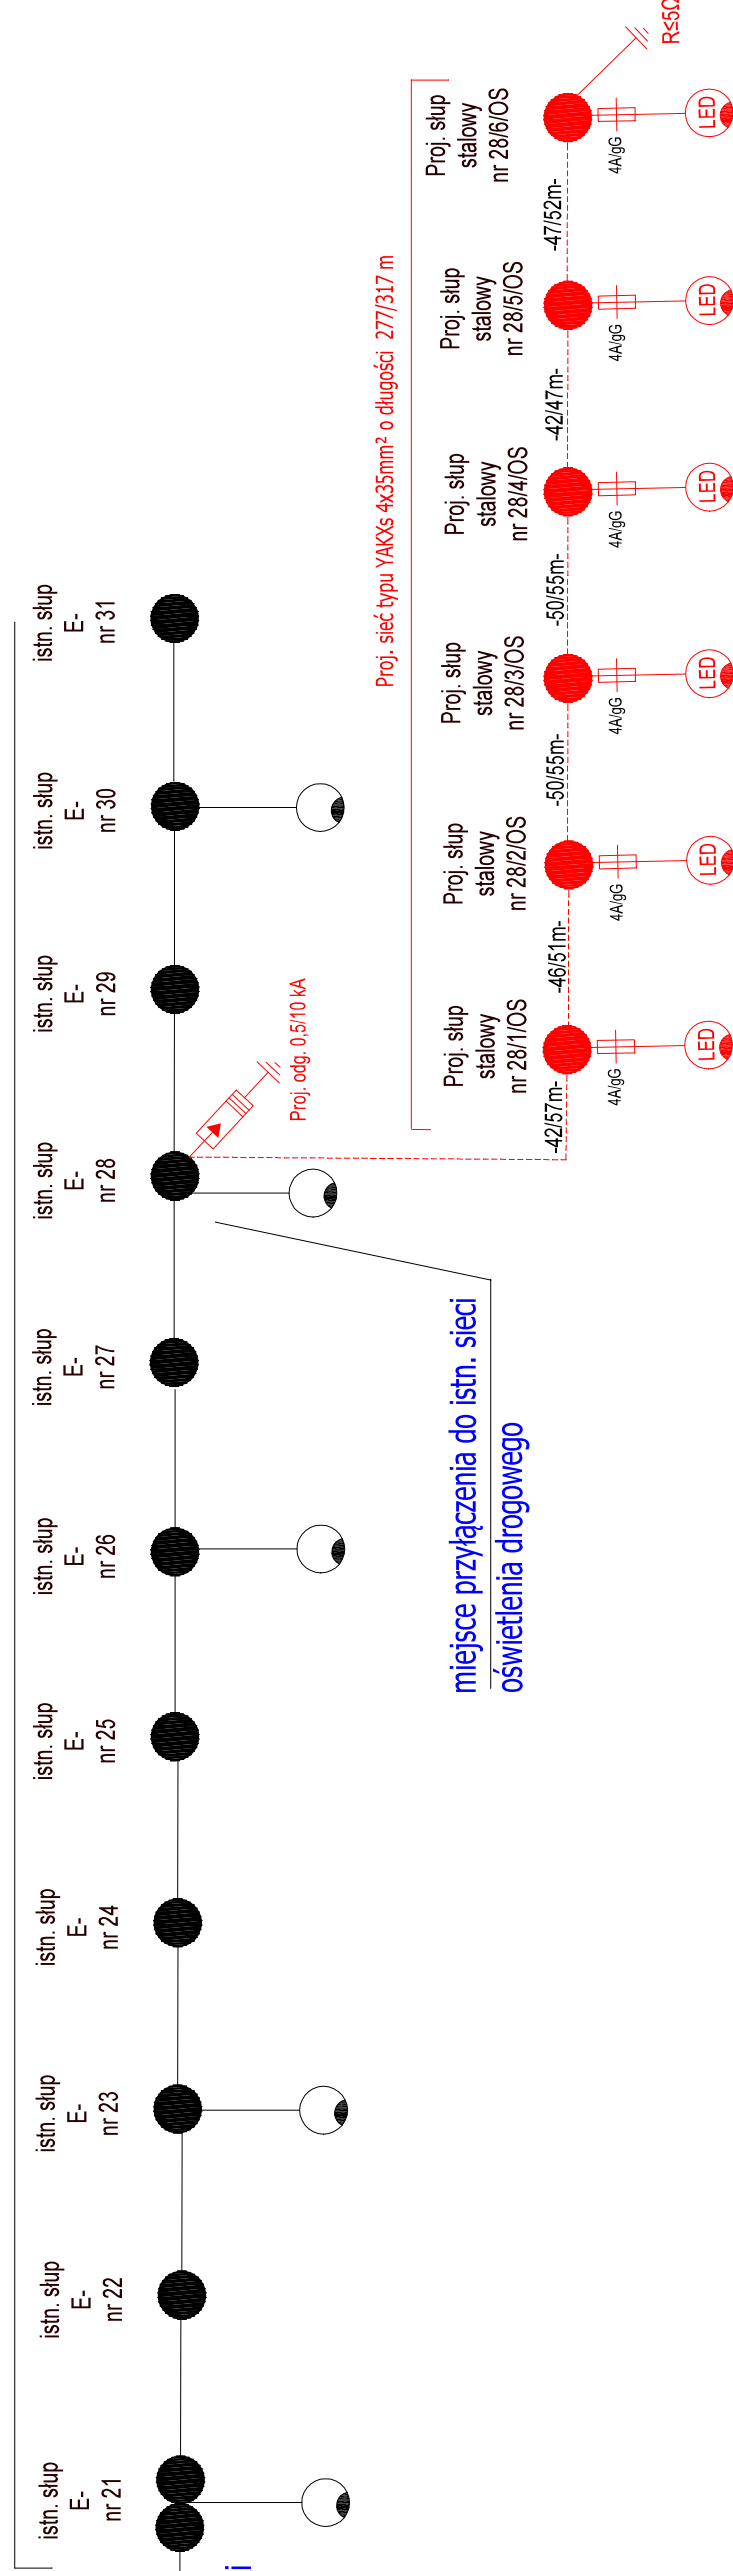 istn. słup
E-
nr 21
istn. słup
E-
nr 22
istn. słup
E-
nr 23
istn. słup
E-
nr 24
istn. słup
E-
nr 25
istn. słup
E-
nr 26
istn. słup
E-
nr 27
istn. słup
E-
nr 28
istn. słup
E-
nr 29
istn. słup
E-
nr 30
istn. słup
E-
nr 31
i
Proj. odg. 0,5/10 kA
miejsce przyłączenia do istn. sieci
oświetlenia drogowego
Proj. sieć typu YAKXs 4x35mm² o długości 277/317 m
Proj. słup
stalowy
nr 28/1/OS
Proj. słup
stalowy
nr 28/2/OS
Proj. słup
stalowy
nr 28/3/OS
Proj. słup
stalowy
nr 28/4/OS
Proj. słup
stalowy
nr 28/5/OS
Proj. słup
stalowy
nr 28/6/OS
-42/57m-
-46/51m-
-50/55m-
-50/55m-
-42/47m-
-47/52m-
4A/gG
4A/gG
4A/gG
4A/gG
4A/gG
4A/gG
LED
LED
LED
LED
LED
LED
R≤5Ω